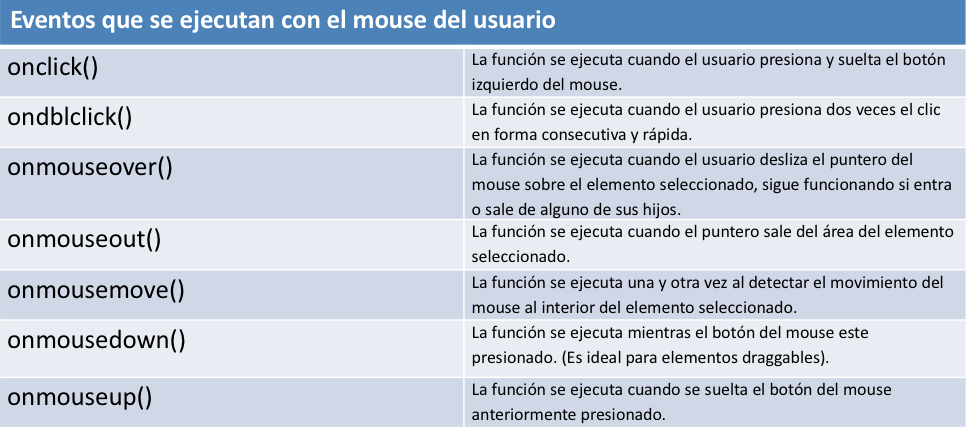 Eventos que se ejecutan con el mouse del usuario
onclick()
La función se ejecuta cuando el usuario presiona y suelta el botón
izquierdo del mouse.
ondblclick()
La función se ejecuta cuando el usuario presiona dos veces el clic
en forma consecutiva y rápida.
onmouseover()
La función se ejecuta cuando el usuario desliza el puntero del
mouse sobre el elemento seleccionado, sigue funcionando si entra
o sale de alguno de sus hijos.
onmouseout()
La función se ejecuta cuando el puntero sale del área del elemento
seleccionado.
onmousemove()
La función se ejecuta una y otra vez al detectar el movimiento del
mouse al interior del elemento seleccionado.
onmousedown()
La función se ejecuta mientras el botón del mouse este
presionado. (Es ideal para elementos draggables).
onmouseup()
La función se ejecuta cuando se suelta el botón del mouse
anteriormente presionado.